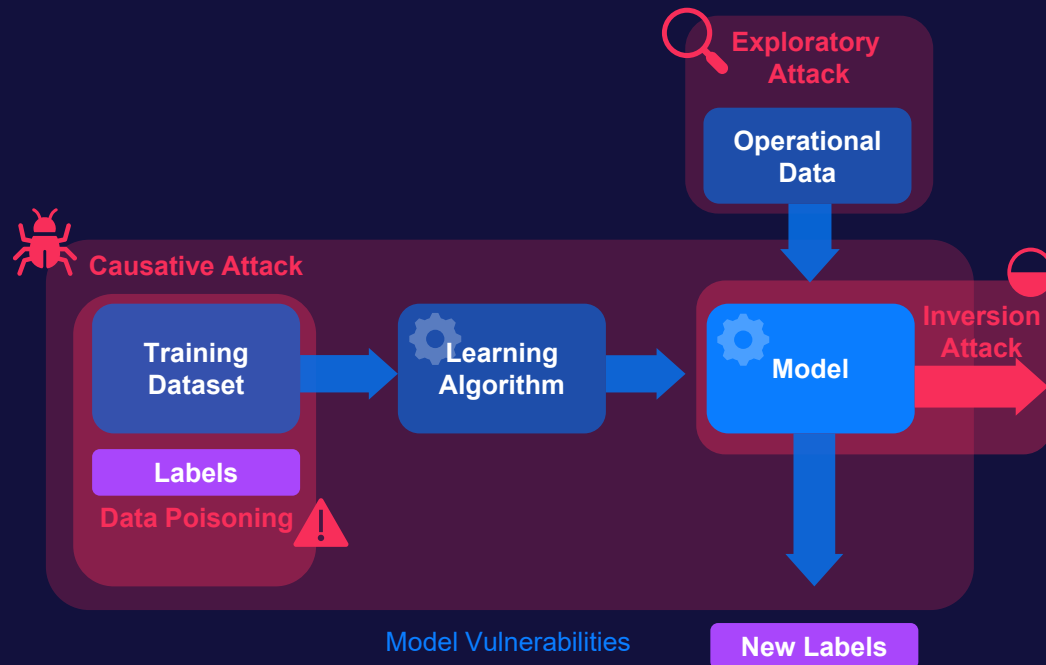 Exploratory
Attack
Operational
Data
Causative Attack
Training
Dataset
Learning
Algorithm
Model
Inversion
Attack
Labels
Data Poisoning
Model Vulnerabilities
New Labels